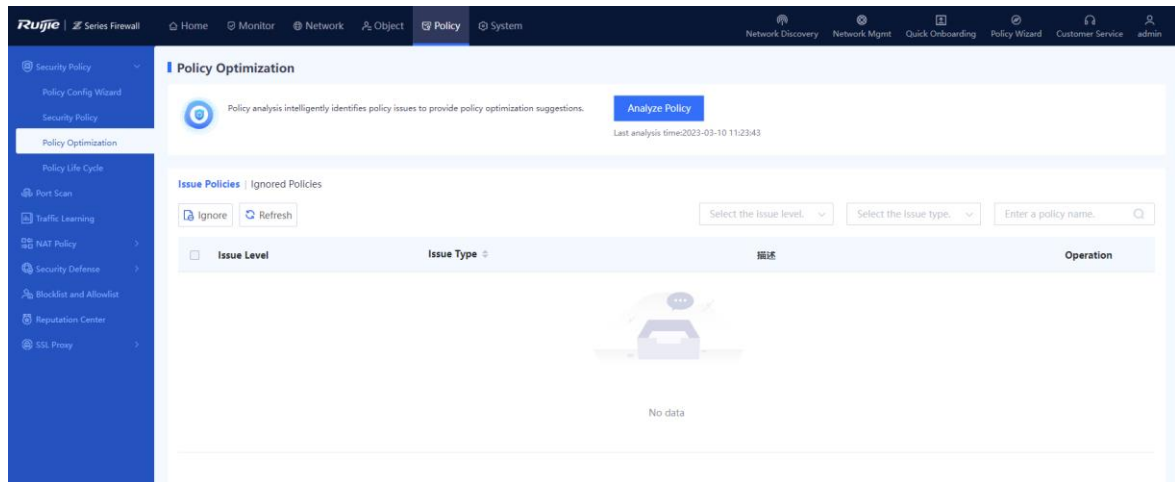 Ruijie | Z Series Firewall Home Monitor Network Object Policy System
Network Discovery Network Mgmt Quick Onboarding Policy Wizard Customer Service admin
Security Policy
Policy Config Wizard
Security Policy
Policy Optimization
Policy Life Cycle
Port Scan
Traffic Learning
NAT Policy
Security Defense
Blocklist and Allowlist
Reputation Center
SSL Proxy
Policy Optimization
Policy analysis intelligently identifies policy issues to provide policy optimization suggestions.
Analyze Policy
Last analysis time:2023-03-10 11:23:43
Issue Policies | Ignored Policies
Ignore Refresh Select the issue level. Select the issue type. Enter a policy name.
Issue Level Issue Type 描述 Operation
No data